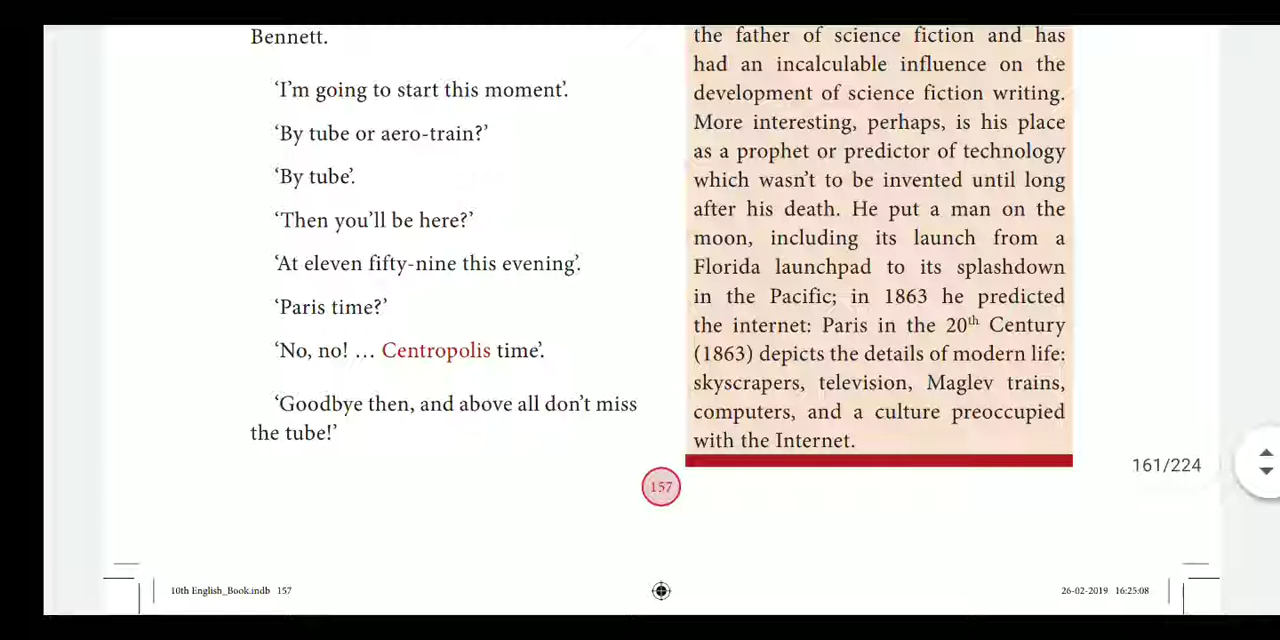 Bennett.
‘I’m going to start this moment’.
‘By tube or aero-train?’
‘By tube’.
‘Then you’ll be here?’
‘At eleven fifty-nine this evening’.
‘Paris time?’
‘No, no! … Centropolis time’.
‘Goodbye then, and above all don’t miss
the tube!’
the father of science fiction and has
had an incalculable influence on the
development of science fiction writing.
More interesting, perhaps, is his place
as a prophet or predictor of technology
which wasn’t to be invented until long
after his death. He put a man on the
moon, including its launch from a
Florida launchpad to its splashdown
in the Pacific; in 1863 he predicted
the internet: Paris in the 20th Century
(1863) depicts the details of modern life:
skyscrapers, television, Maglev trains,
computers, and a culture preoccupied
with the Internet.
161/224
157
10th English_Book.indb 157
26-02-2019 16:25:08